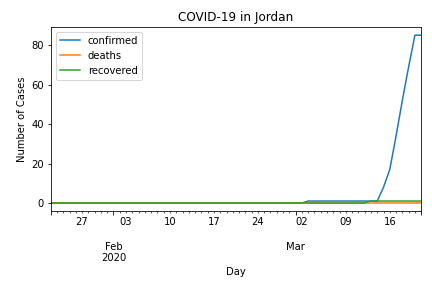 COVID-19 in Jordan
confirmed
deaths
recovered
Number of Cases
80
60
40
20
0
27 03 10 17 24 02 09 16
Feb Mar
2020
Day